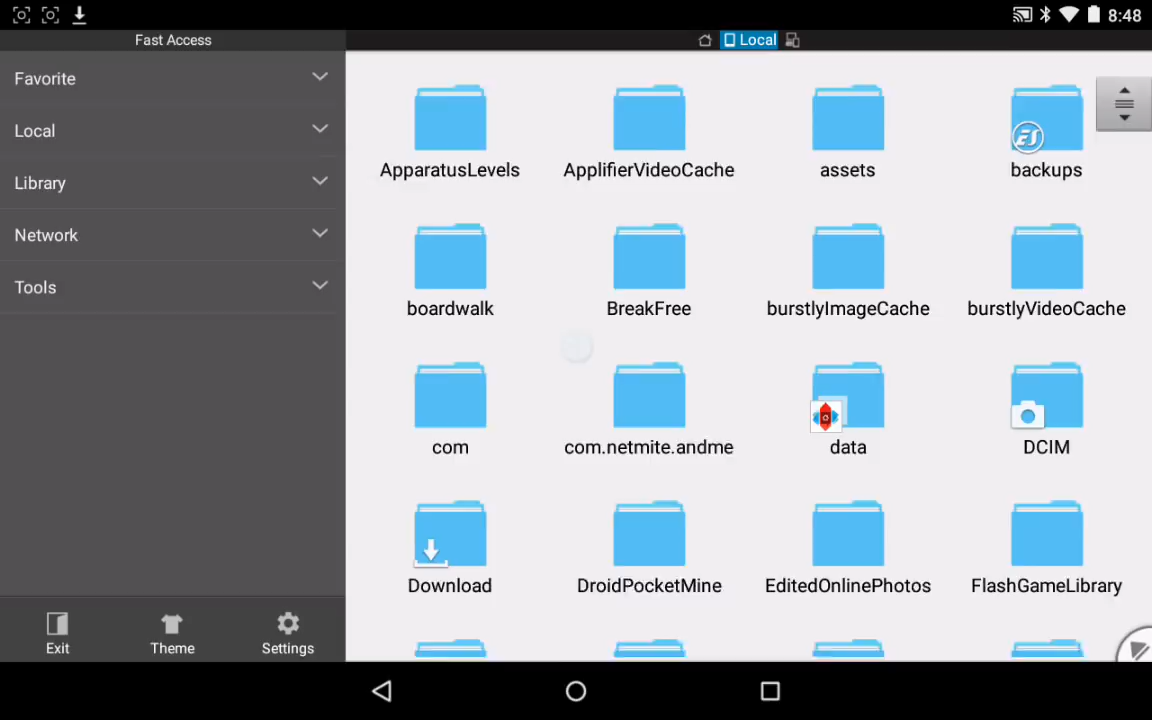 8:48
Fast Access
Local
Favorite
Local
Library
Network
Tools
Exit
Theme
Settings
ApparatusLevels
ApplifierVideoCache
assets
ES
backups
boardwalk
BreakFree
burstlyImageCache
burstlyVideoCache
com
com.netmite.andme
data
DCIM
Download
DroidPocketMine
EditedOnlinePhotos
FlashGameLibrary